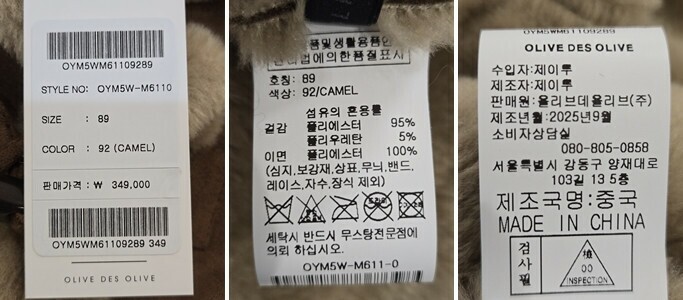 OYM5WM61109289
STYLE NO: OYM5W-M6110
SIZE : 89
COLOR : 92 (CAMEL)
판매가격 : ₩ 349,000
OYM5WM61109289 349
OLIVE DES OLIVE
품및생활용품안
관리법에의한품질표시
호칭: 89
색상: 92/CAMEL
섬유의 혼용률
겉감 폴리에스터 95%
폴리우레탄 5%
이면 폴리에스터 100%
(심지,보강재,상표,무늬,밴드,
레이스,자수,장식 제외)
세탁시 반드시 무스탕전문점에
의뢰 하십시오.
OYM5W-M611-0
OYM5WM61109289
OLIVE DES OLIVE
수입자:제이투
제조자:제이투
판매원:올리브데올리브(주)
제조년월:2025년9월
소비자상담실
080-805-0858
서울특별시 강동구 양재대로
103길 13 5층
제조국명:중국
MADE IN CHINA
검사필
00
INSPECTION